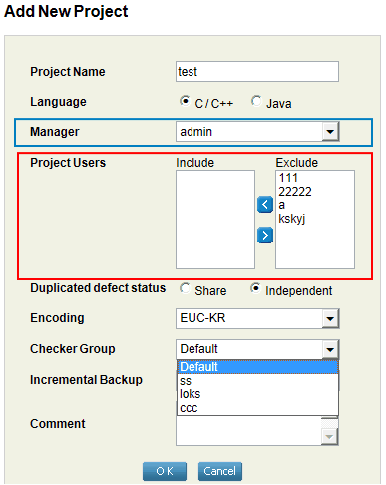 Add New Project
Project Name test
Language C / C++ Java
Manager admin
Project Users Include Exclude
111
22222
a
kskyj
Duplicated defect status Share Independent
Encoding EUC-KR
Checker Group Default
Default
Incremental Backup ss
loks
ccc
Comment
OK Cancel